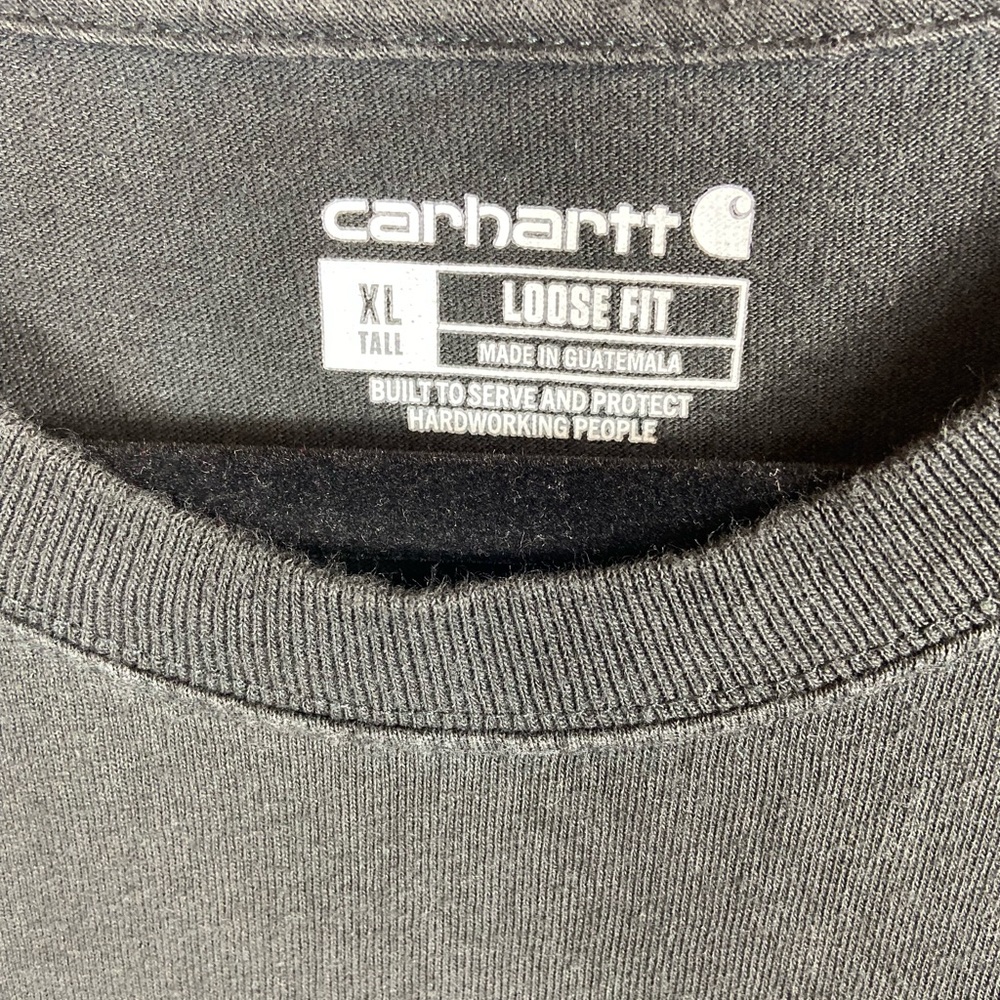 carhartt
XL
TALL
LOOSE FIT
MADE IN GUATEMALA
BUILT TO SERVE AND PROTECT
HARDWORKING PEOPLE